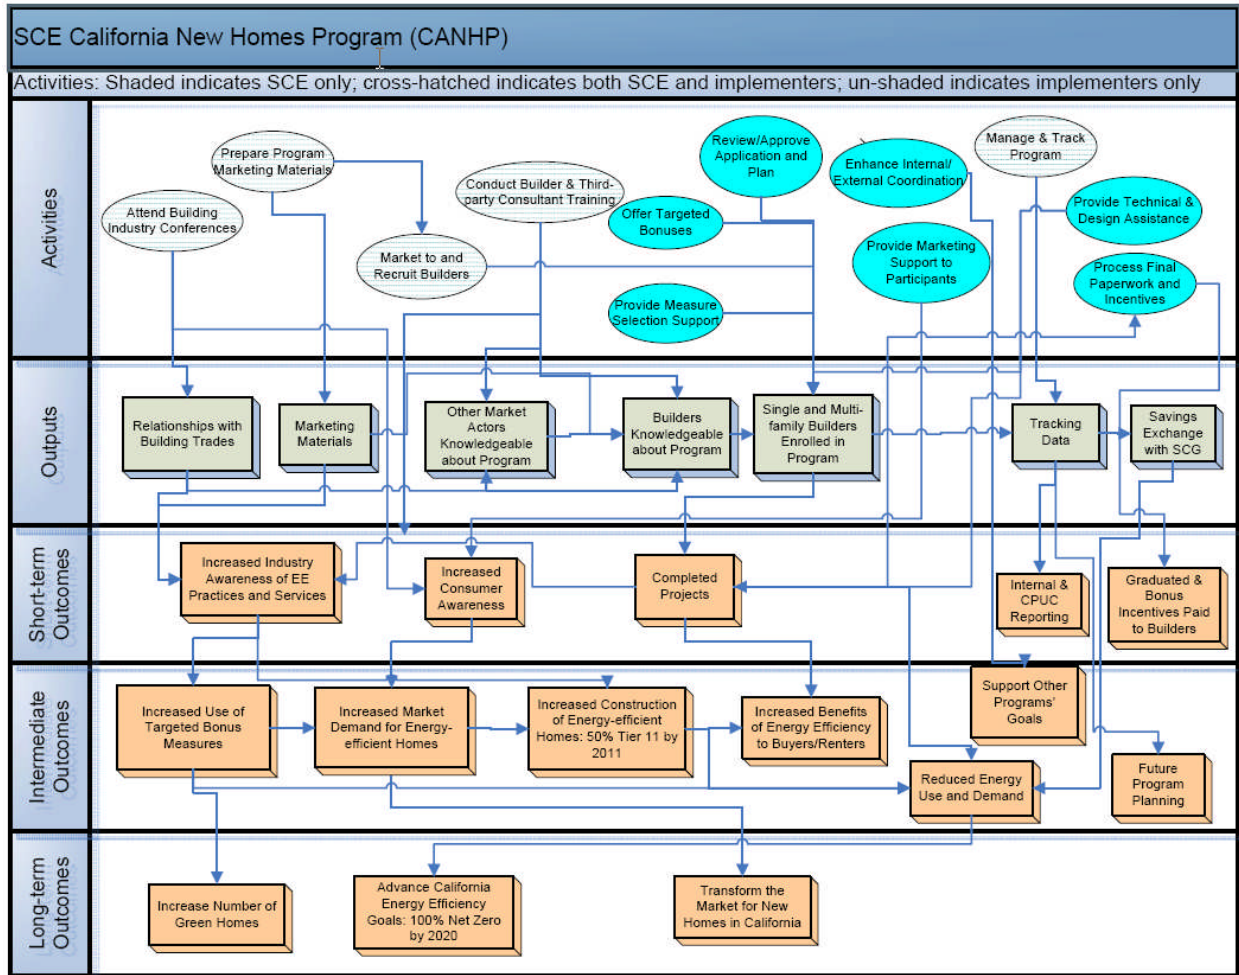 SCE California New Homes Program (CANHP)
Activities: Shaded indicates SCE only; cross-hatched indicates both SCE and implementers; un-shaded indicates implementers only
Activities
Prepare Program
Marketing Materials
Attend Building
Industry Conferences
Market to and
Recruit Builders
Conduct Builder & Third-
party Consultant Training
Offer Targeted
Bonuses
Provide Measure
Selection Support
Review/Approve
Application and
Plan
Enhance Internal/
External Coordination
Provide Marketing
Support to
Participants
Manage & Track
Program
Provide Technical &
Design Assistance
Process Final
Paperwork and
Incentives
Outputs
Relationships with
Building Trades
Marketing
Materials
Other Market
Actors
Knowledgeable
about Program
Builders
Knowledgeable
about Program
Single and Multi-
family Builders
Enrolled in
Program
Tracking
Data
Savings
Exchange
with SCG
Short-term
Outcomes
Increased Industry
Awareness of EE
Practices and Services
Increased
Consumer
Awareness
Completed
Projects
Internal &
CPUC
Reporting
Graduated &
Bonus
Incentives Paid
to Builders
Intermediate
Outcomes
Increased Use of
Targeted Bonus
Measures
Increased Market
Demand for Energy-
efficient Homes
Increased Construction
of Energy-efficient
Homes: 50% Tier 11 by
2011
Increased Benefits
of Energy Efficiency
to Buyers/Renters
Support Other
Programs'
Goals
Reduced Energy
Use and Demand
Future
Program
Planning
Long-term
Outcomes
Increase Number of
Green Homes
Advance California
Energy Efficiency
Goals: 100% Net Zero
by 2020
Transform the
Market for New
Homes in California